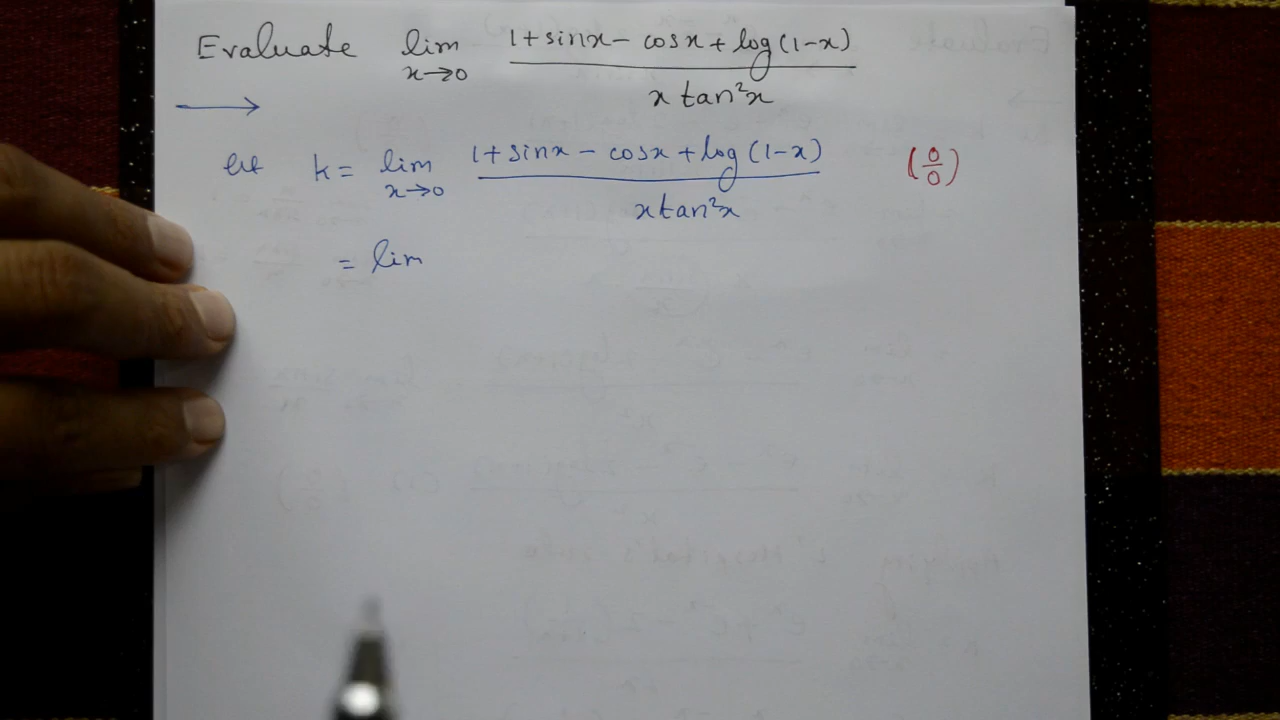 Evaluate lim x→0 1+sinx-cosx+log(1-x) / x tan²x
let k = lim x→0 1+sinx-cosx+log(1-x) / x tan²x (0/0)
= lim